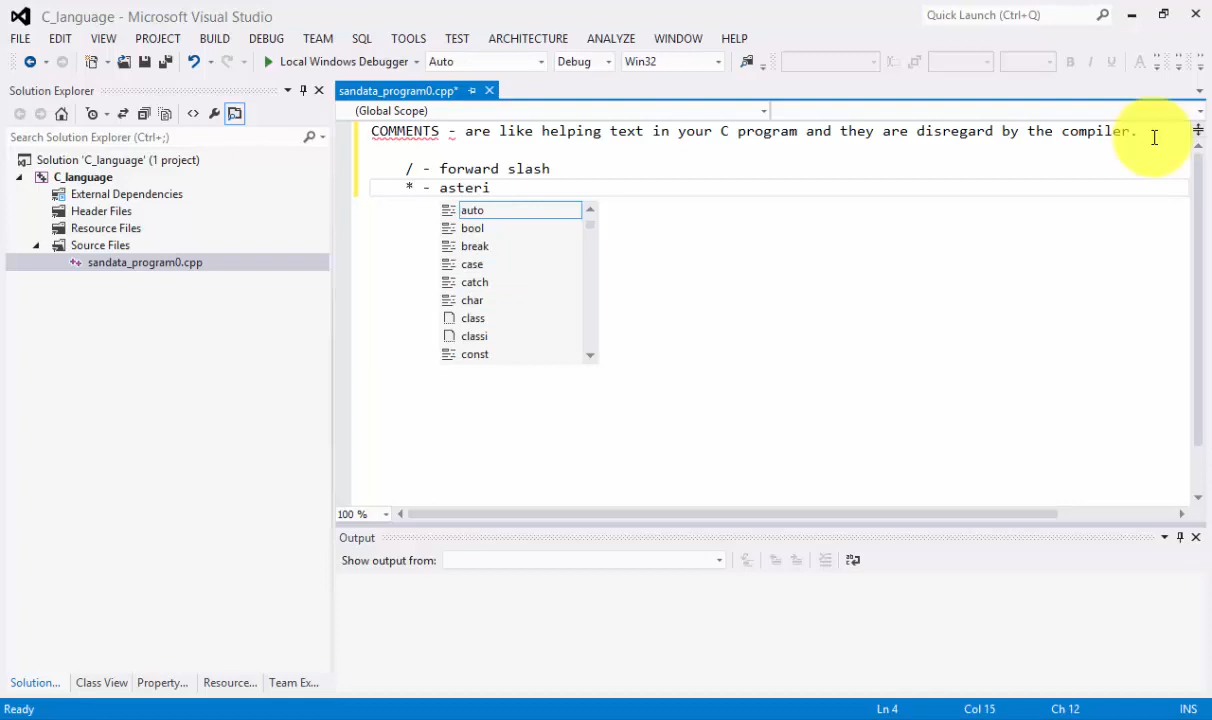 C_language - Microsoft Visual Studio
Quick Launch (Ctrl+Q)
FILE EDIT VIEW PROJECT BUILD DEBUG TEAM SQL TOOLS TEST ARCHITECTURE ANALYZE WINDOW HELP
Local Windows Debugger Auto Debug Win32 B I U A
Solution Explorer
sandata_program0.cpp*
(Global Scope)
Search Solution Explorer (Ctrl+;)
Solution 'C_language' (1 project)
C_language
External Dependencies
Header Files
Resource Files
Source Files
sandata_program0.cpp
COMMENTS - are like helping text in your C program and they are disregard by the compiler.
/ - forward slash
* - asteri
auto
bool
break
case
catch
char
class
classi
const
100 %
Output
Show output from:
Solution... Class View Property... Resource... Team Ex...
Ready Ln 4 Col 15 Ch 12 INS